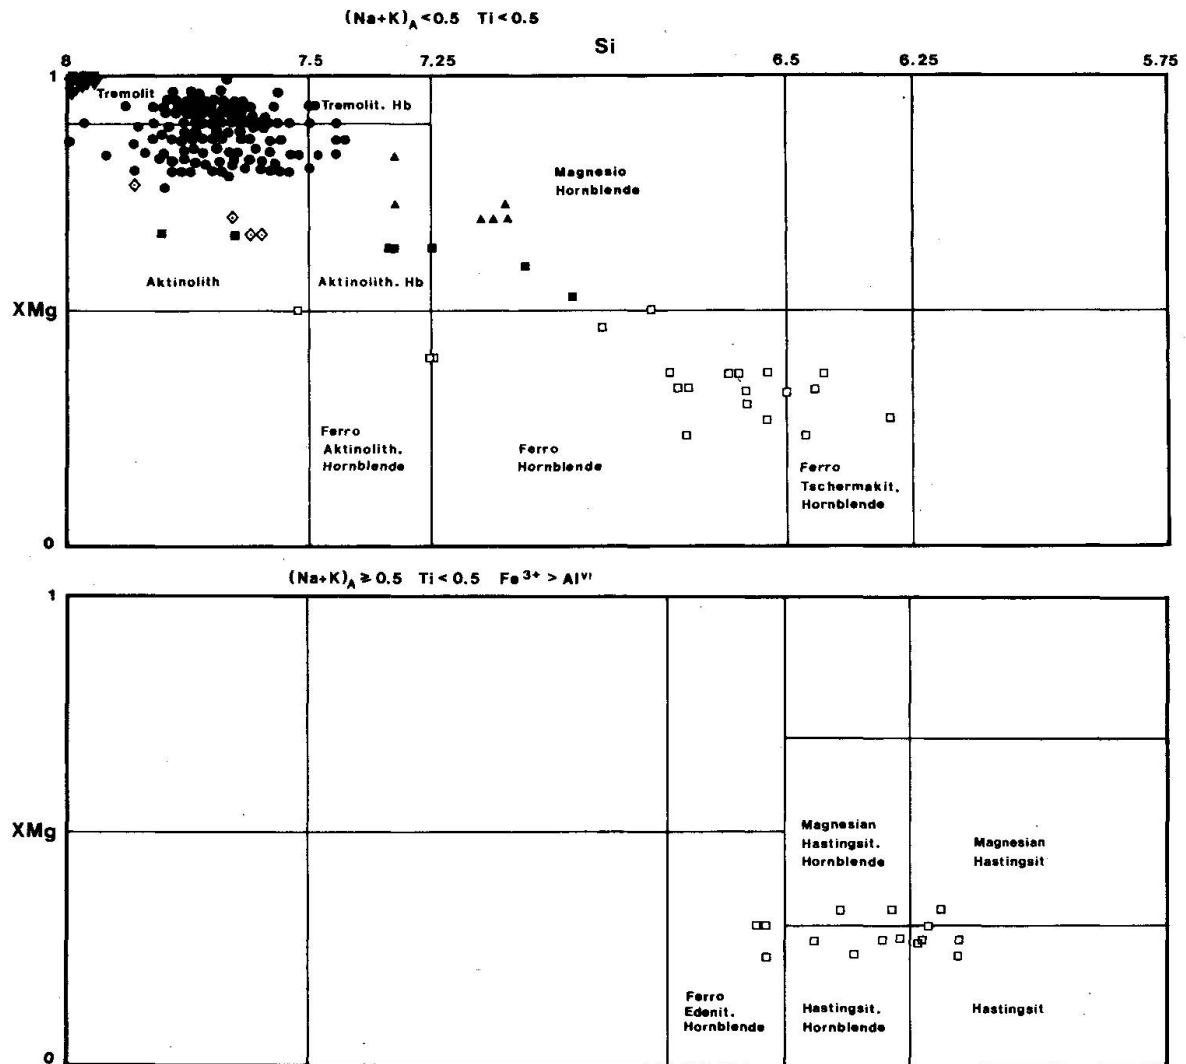 (Na+K)A<0.5 Ti<0.5
Si
8 7.5 7.25 6.5 6.25 5.75
1
Tremolit
Tremolit. Hb
Magnesio
Hornblende
Aktinolith
Aktinolith. Hb
XMg
Ferro
Aktinolith.
Hornblende
Ferro
Hornblende
Ferro
Tschermakit.
Hornblende
0
(Na+K)A≥0.5 Ti<0.5 Fe3+>AlVI
1
XMg
Magnesian
Hastingsit.
Hornblende
Magnesian
Hastingsit
Ferro
Edenit.
Hornblende
Hastingsit.
Hornblende
Hastingsit
0